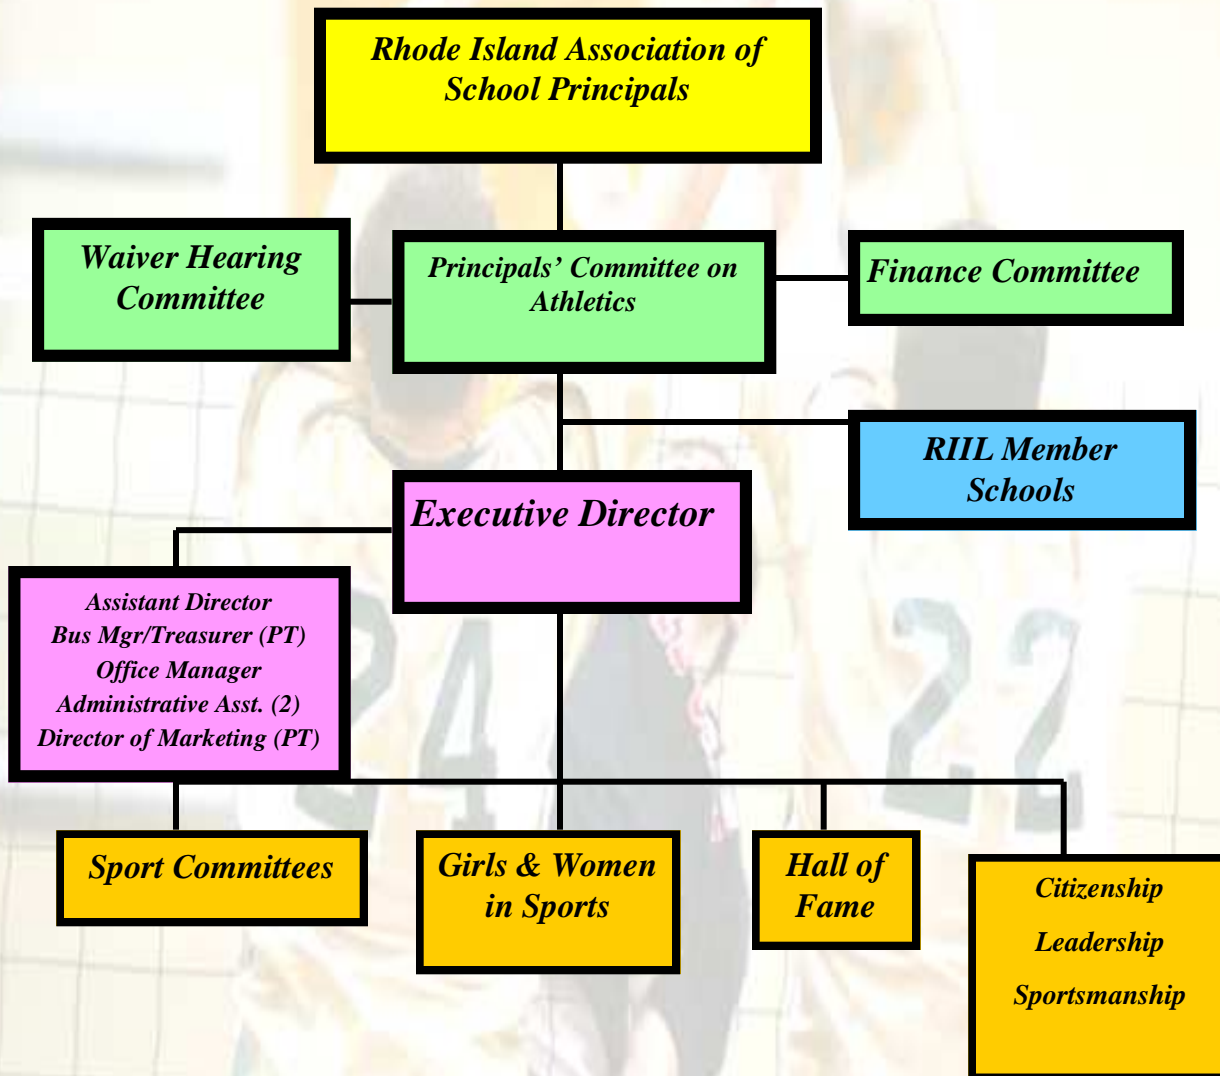 Rhode Island Association of
School Principals
Waiver Hearing
Committee
Principals’ Committee on
Athletics
Finance Committee
RIIL Member
Schools
Executive Director
Assistant Director
Bus Mgr/Treasurer (PT)
Office Manager
Administrative Asst. (2)
Director of Marketing (PT)
Sport Committees
Girls & Women
in Sports
Hall of
Fame
Citizenship
Leadership
Sportsmanship
24
22